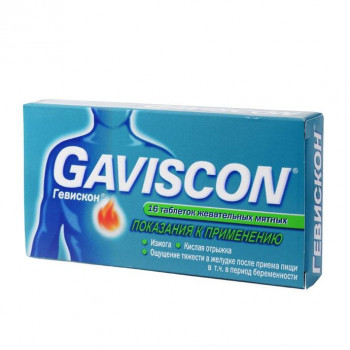 GAVISCON®
Гевискон®
16 таблеток жевательных мятных
ПОКАЗАНИЯ К ПРИМЕНЕНИЮ
• Изжога • Кислая отрыжка
• Ощущение тяжести в желудке после приема пищи
в т.ч. в период беременности
ГЕВИСКОН®